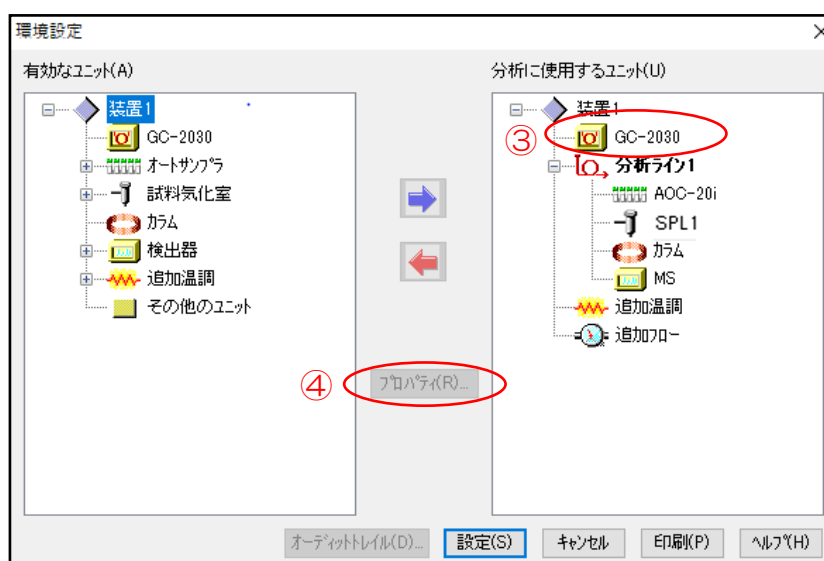 環境設定
有効なユニット(A)
装置1
GC-2030
オートサンプラ
試料気化室
カラム
検出器
追加温調
その他のユニット
④
プロパティ(R)...
分析に使用するユニット(U)
装置1
③
GC-2030
分析ライン1
AOC-20i
SPL1
カラム
MS
追加温調
追加フロー
オーディットトレイル(D)...
設定(S)
キャンセル
印刷(P)
ヘルプ(H)